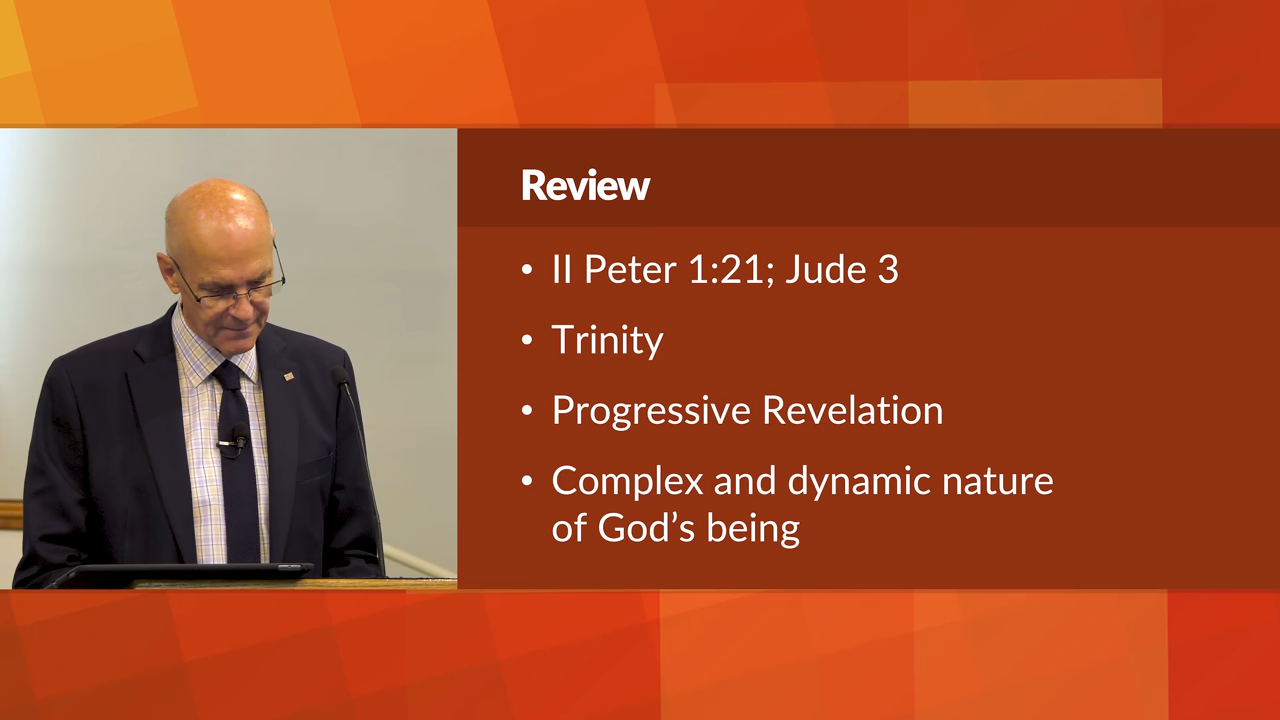 Review
• II Peter 1:21; Jude 3
• Trinity
• Progressive Revelation
• Complex and dynamic nature
of God’s being